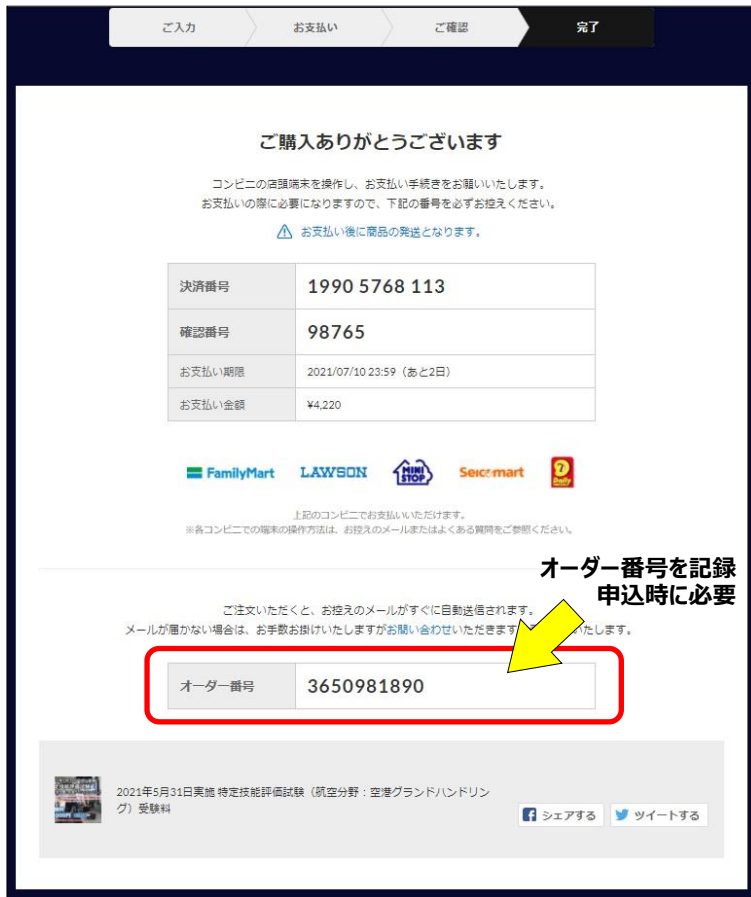 ご入力
お支払い
ご確認
完了
ご購入ありがとうございます
コンビニの店頭端末を操作し、お支払い手続きをお願いいたします。
お支払いの際に必要になりますので、下記の番号を必ずお控えください。
お支払い後に商品の発送となります。
決済番号 1990 5768 113
確認番号 98765
お支払い期限 2021/07/10 23:59（あと2日）
お支払い金額 ¥4,220
FamilyMart LAWSON MINI STOP Seicomart Daily
上記のコンビニでお支払いいただけます。
※各コンビニでの端末の操作方法は、お控えのメールまたはよくある質問をご参照ください。
オーダー番号を記録
申込時に必要
ご注文いただくと、お控えのメールがすぐに自動送信されます。
メールが届かない場合は、お手数お掛けいたしますがお問い合わせいただきます いたします。
オーダー番号 3650981890
2021年5月31日実施 特定技能評価試験（航空分野：空港グランドハンドリン
グ）受験料
シェアする ツイートする